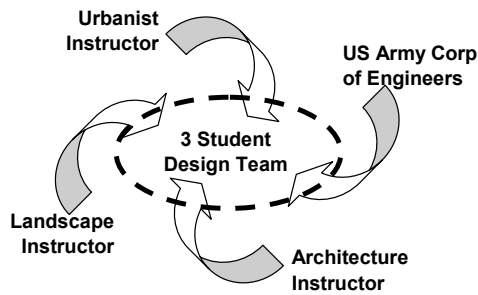 Urbanist
Instructor
US Army Corp
of Engineers
3 Student
Design Team
Landscape
Instructor
Architecture
Instructor